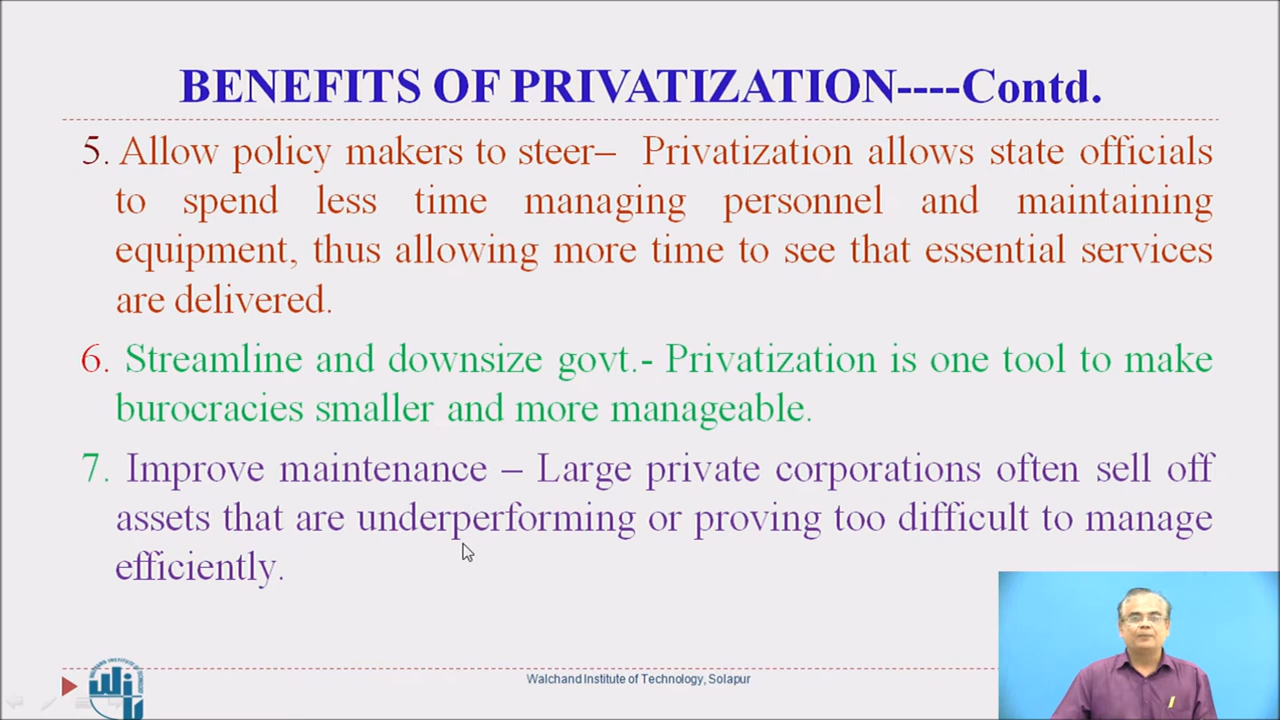 BENEFITS OF PRIVATIZATION----Contd.
5. Allow policy makers to steer– Privatization allows state officials
to spend less time managing personnel and maintaining
equipment, thus allowing more time to see that essential services
are delivered.
6. Streamline and downsize govt.- Privatization is one tool to make
burocracies smaller and more manageable.
7. Improve maintenance – Large private corporations often sell off
assets that are underperforming or proving too difficult to manage
efficiently.
Walchand Institute of Technology, Solapur